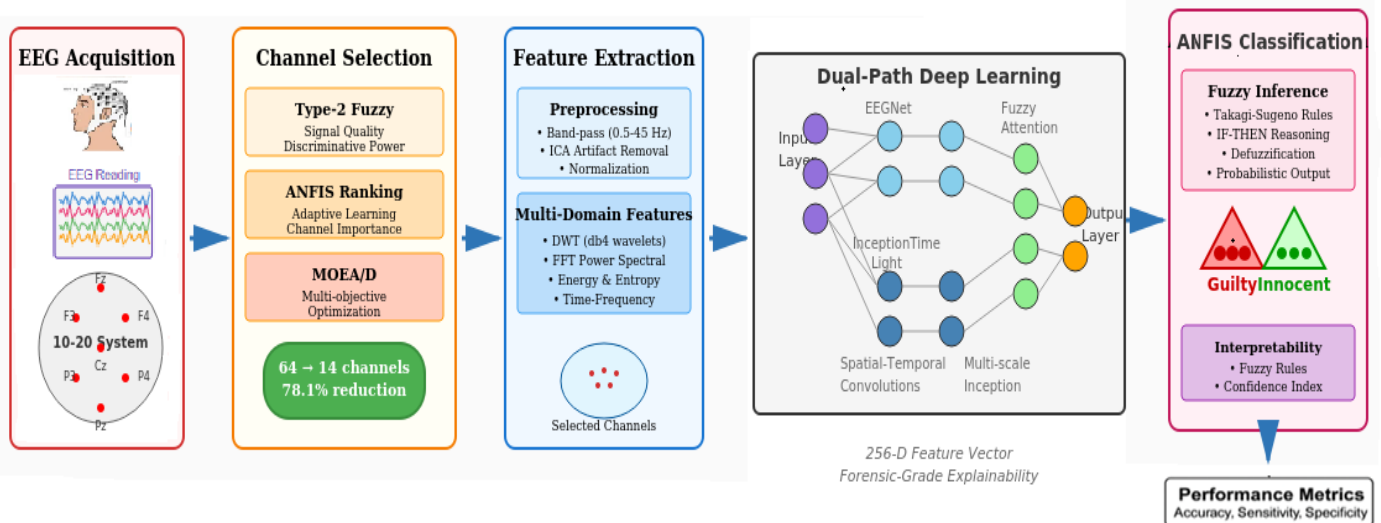 EEG Acquisition
EEG Reading
Fz
F3
F4
10-20 System
Cz
P3
P4
Pz
Channel Selection
Type-2 Fuzzy
Signal Quality
Discriminative Power
ANFIS Ranking
Adaptive Learning
Channel Importance
MOEA/D
Multi-objective
Optimization
64 → 14 channels
78.1% reduction
Feature Extraction
Preprocessing
• Band-pass (0.5-45 Hz)
• ICA Artifact Removal
• Normalization
Multi-Domain Features
• DWT (db4 wavelets)
• FFT Power Spectral
• Energy & Entropy
• Time-Frequency
Selected Channels
Dual-Path Deep Learning
EEGNet
Fuzzy
Attention
Input
Layer
InceptionTime
Light
Output
Layer
Spatial-Temporal
Convolutions
Multi-scale
Inception
256-D Feature Vector
Forensic-Grade Explainability
ANFIS Classification
Fuzzy Inference
• Takagi-Sugeno Rules
• IF-THEN Reasoning
• Defuzzification
• Probabilistic Output
Guilty
Innocent
Interpretability
• Fuzzy Rules
• Confidence Index
Performance Metrics
Accuracy, Sensitivity, Specificity